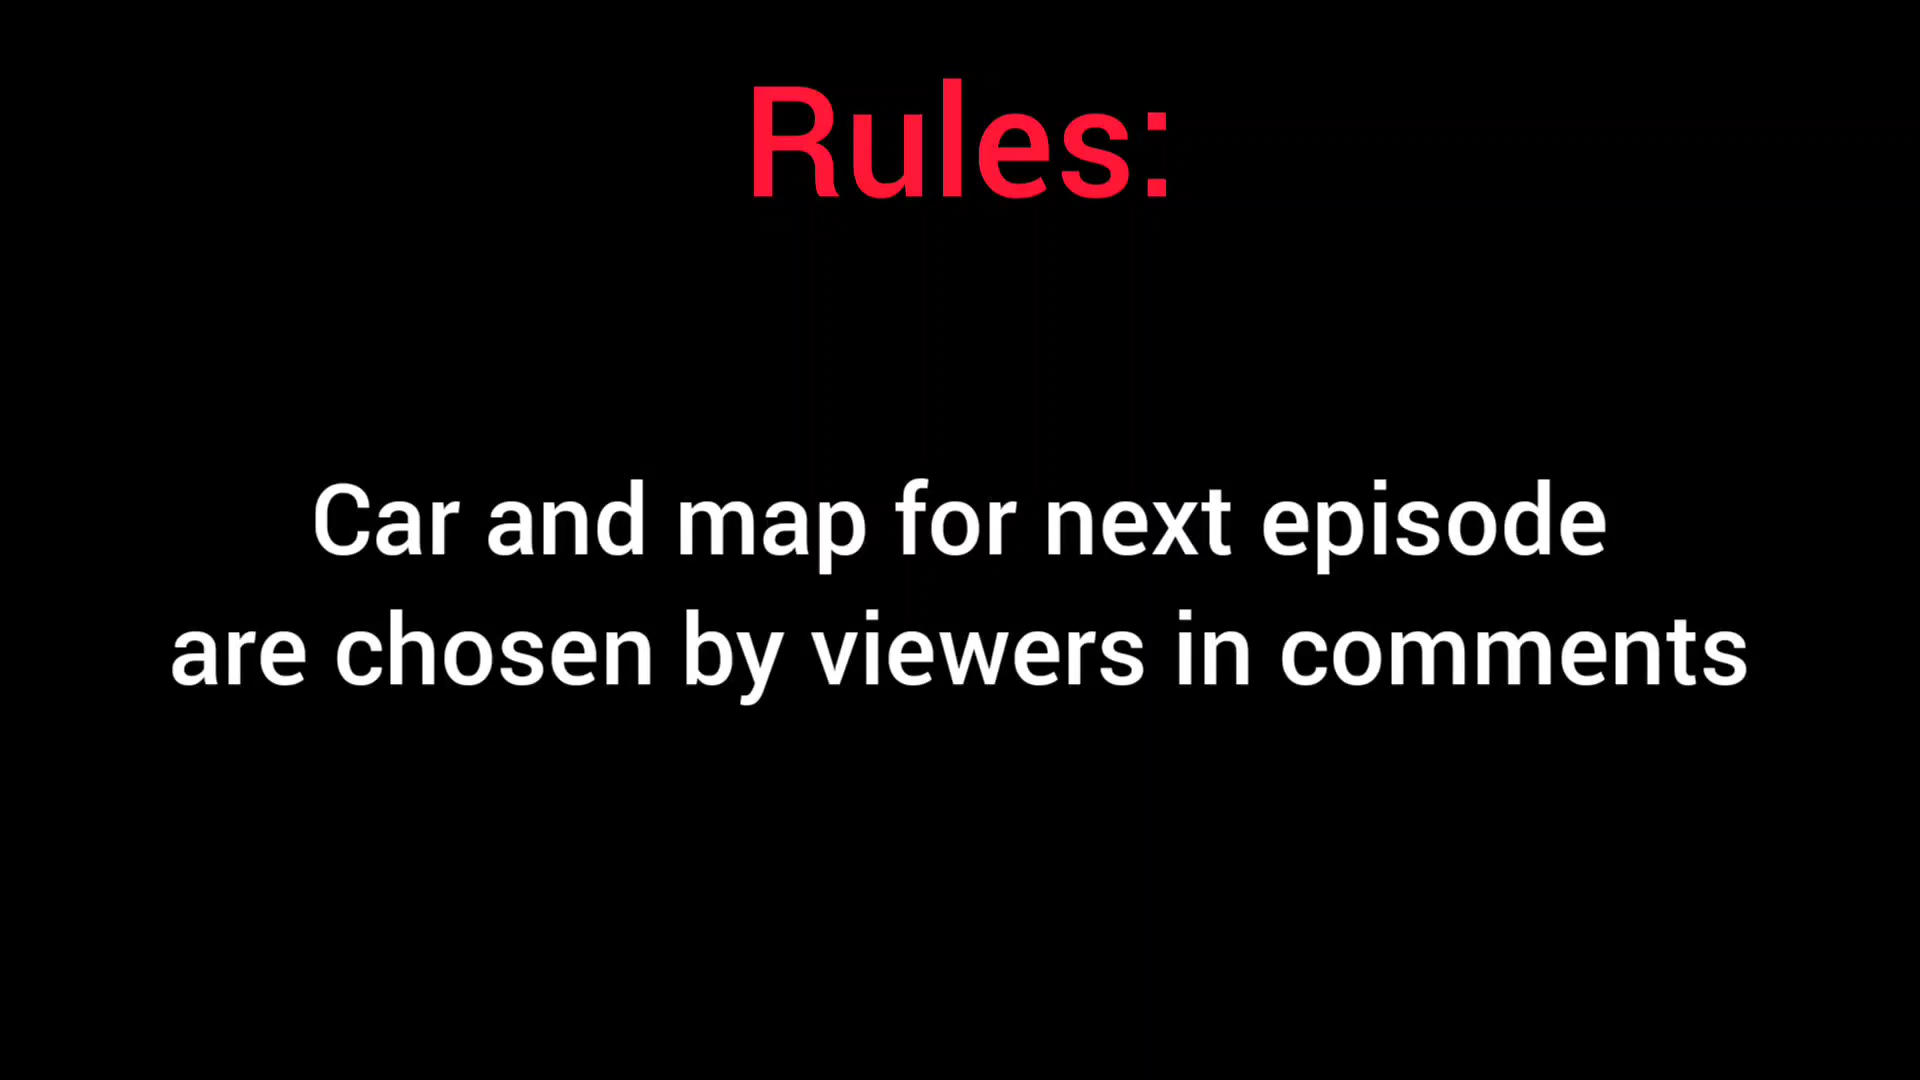 Rules:
Car and map for next episode
are chosen by viewers in comments